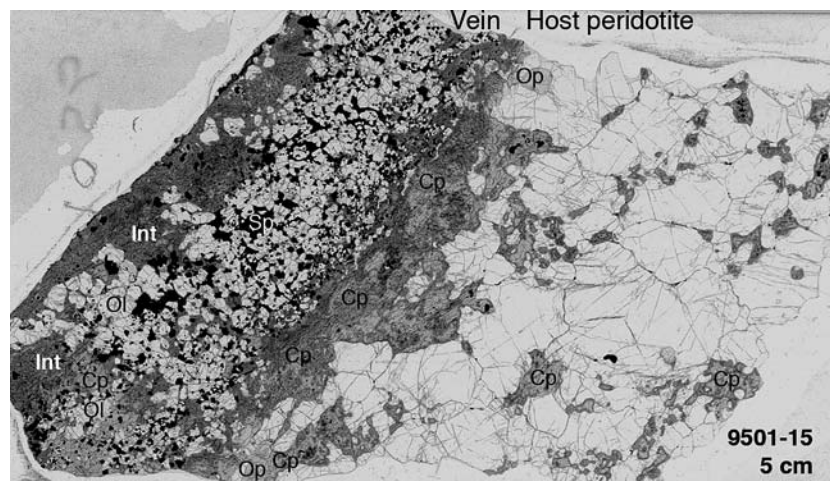 Vein Host peridotite
Op
Cp
Sp
Int
Cp
Ol
Int
Cp
Cp
Cp
Cp
Ol
Op
Cp
9501-15
5 cm